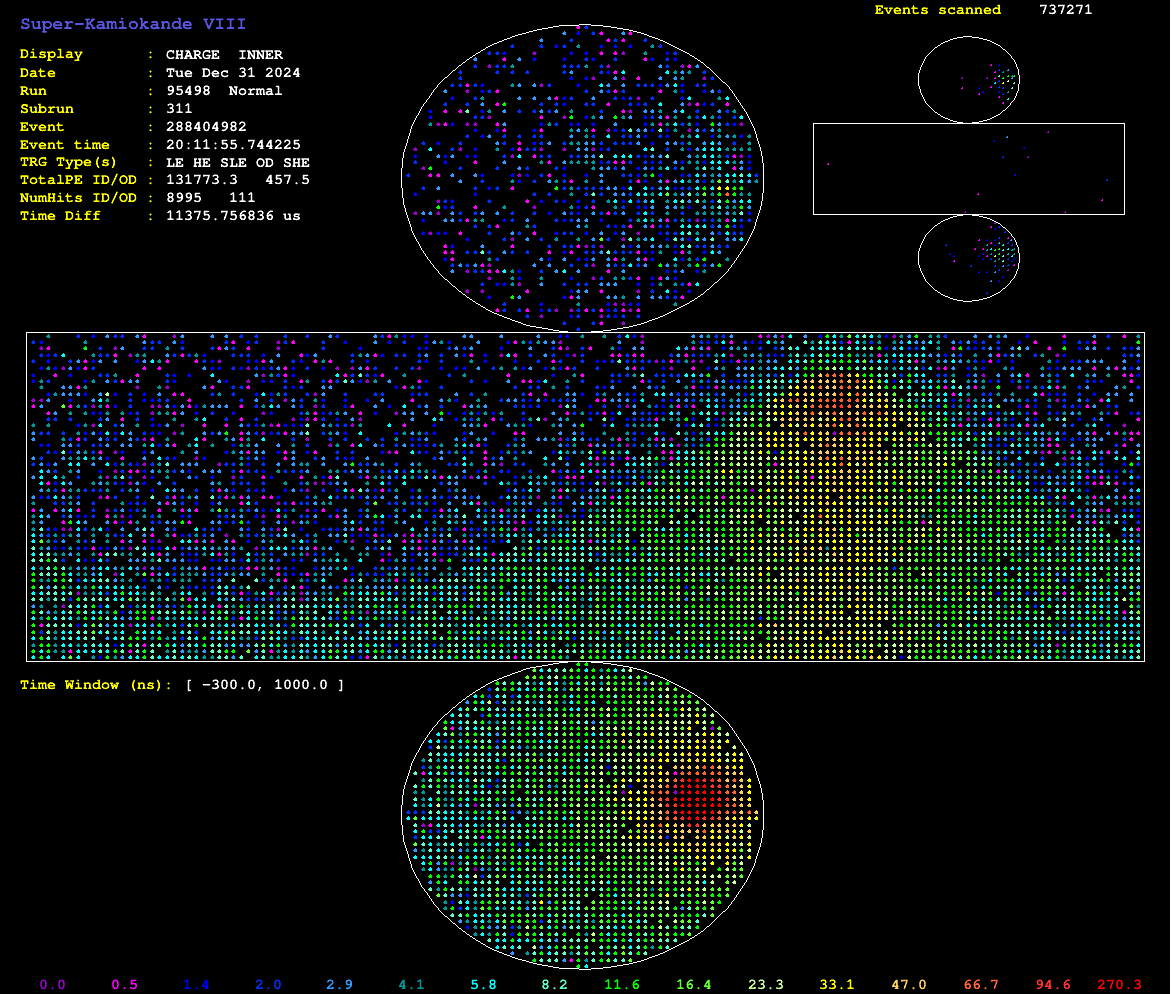 Super-Kamiokande VIII
Events scanned 737271
Display : CHARGE INNER
Date : Tue Dec 31 2024
Run : 95498 Normal
Subrun : 311
Event : 288404982
Event time : 20:11:55.744225
TRG Type(s) : LE HE SLE OD SHE
TotalPE ID/OD : 131773.3 457.5
NumHits ID/OD : 8995 111
Time Diff : 11375.756836 us
Time Window (ns): [ −300.0, 1000.0 ]
0.0 0.5 1.4 2.0 2.9 4.1 5.8 8.2 11.6 16.4 23.3 33.1 47.0 66.7 94.6 270.3